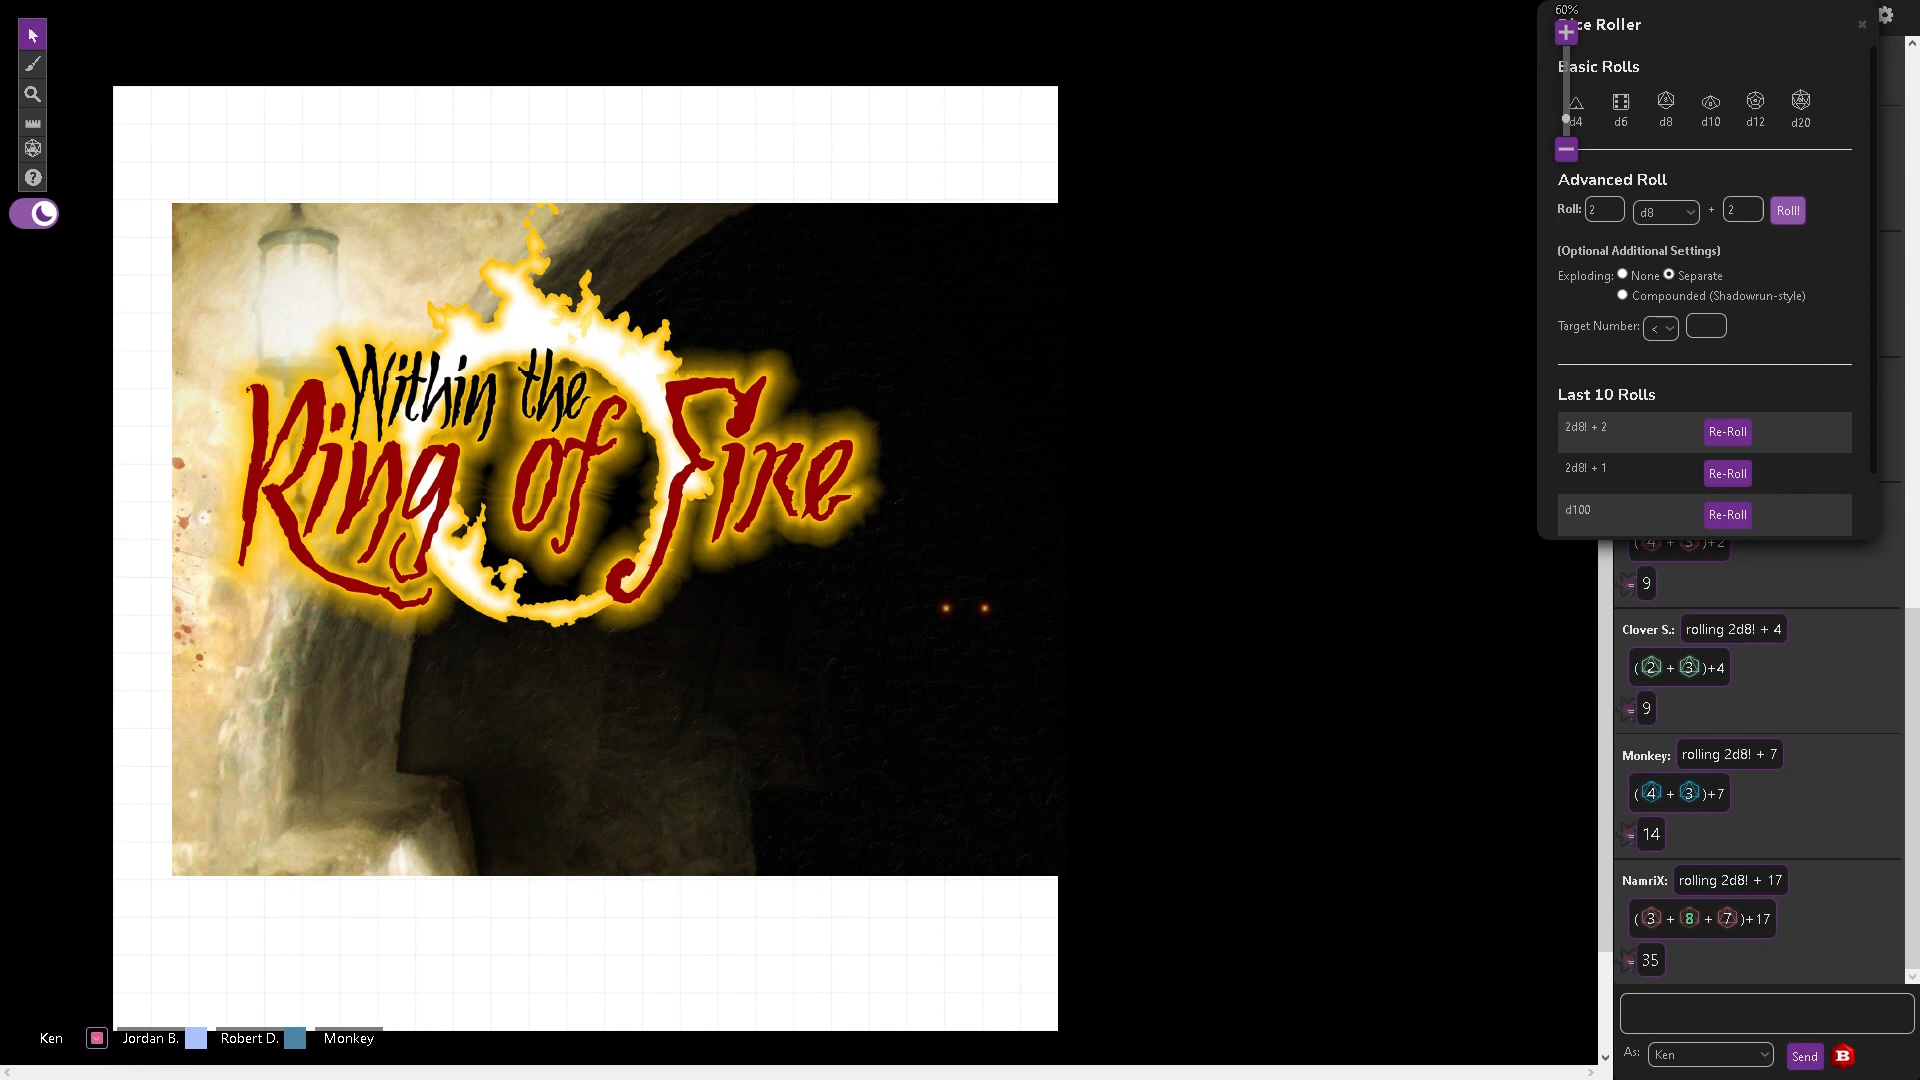 60%
Dice Roller
Basic Rolls
d4 d6 d8 d10 d12 d20
Advanced Roll
Roll: 2 d8 + 2 Roll!
(Optional Additional Settings)
Exploding: None Separate
Compounded (Shadowrun-style)
Target Number: <
Last 10 Rolls
2d8! + 2 Re-Roll
2d8! + 1 Re-Roll
d100 Re-Roll
Within the
Ring of Fire
(4 + 3)+2
= 9
Clover S.: rolling 2d8! + 4
(2 + 3)+4
= 9
Monkey: rolling 2d8! + 7
(4 + 3)+7
= 14
NamriX: rolling 2d8! + 17
(3 + 8 + 7)+17
= 35
Ken Jordan B. Robert D. Monkey
As: Ken Send B